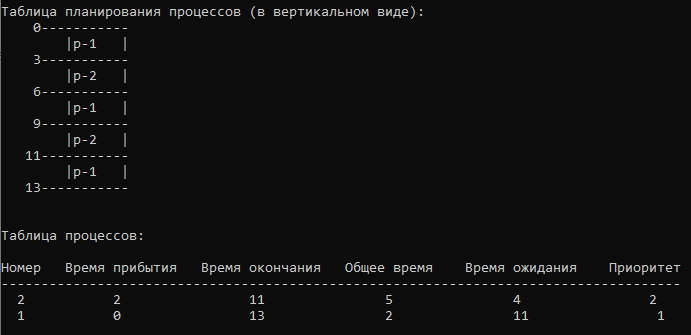 Таблица планирования процессов (в вертикальном виде):
0-----------
|p-1   |
3-----------
|p-2   |
6-----------
|p-1   |
9-----------
|p-2   |
11-----------
|p-1   |
13-----------
Таблица процессов:
Номер   Время прибытия   Время окончания   Общее время    Время ожидания    Приоритет
-------------------------------------------------------------------------------------
2           2                11               5               4                2
1           0                13               2               11               1